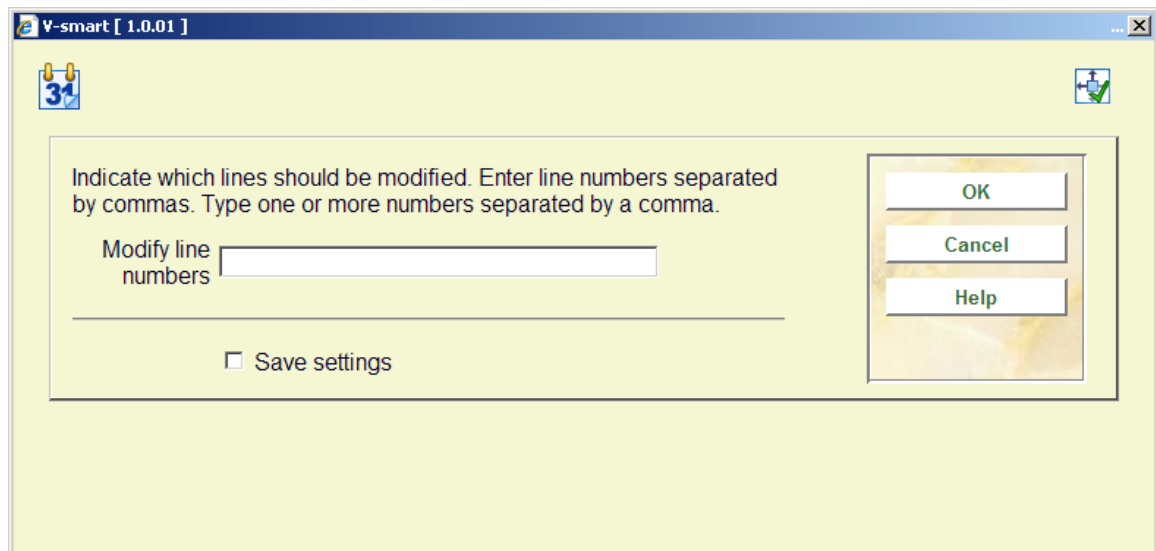 V-smart [ 1.0.01 ]
...
31
Indicate which lines should be modified. Enter line numbers separated
by commas. Type one or more numbers separated by a comma.
Modify line
numbers
Save settings
OK
Cancel
Help